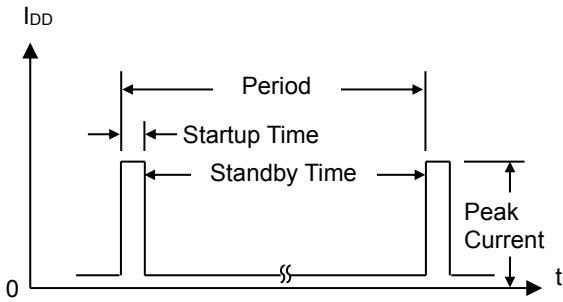 IDD
Period
Startup Time
Standby Time
Peak
Current
0
t